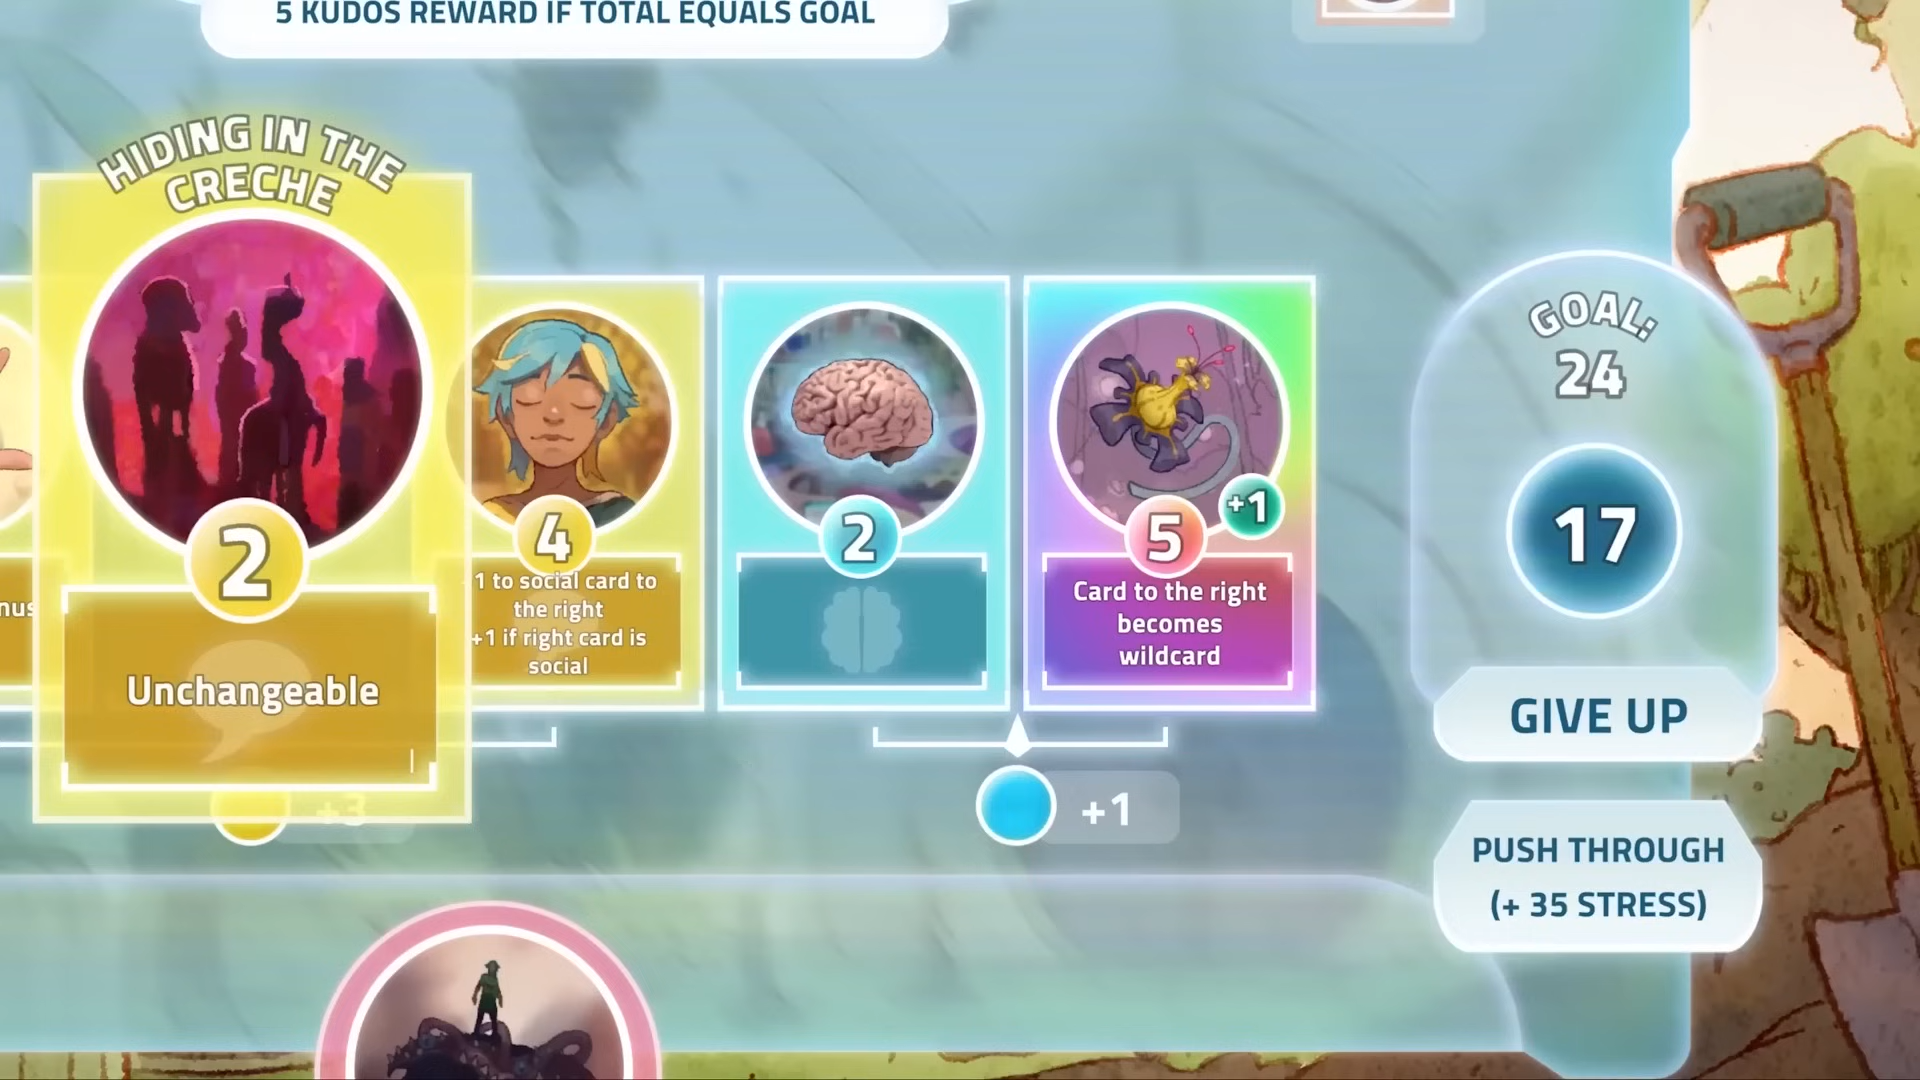 5 KUDOS REWARD IF TOTAL EQUALS GOAL
HIDING IN THE
CRECHE
2
Unchangeable
+3
4
1 to social card to
the right
+1 if right card is
social
2
5
+1
Card to the right
becomes
wildcard
+1
GOAL:
24
17
GIVE UP
PUSH THROUGH
(+ 35 STRESS)